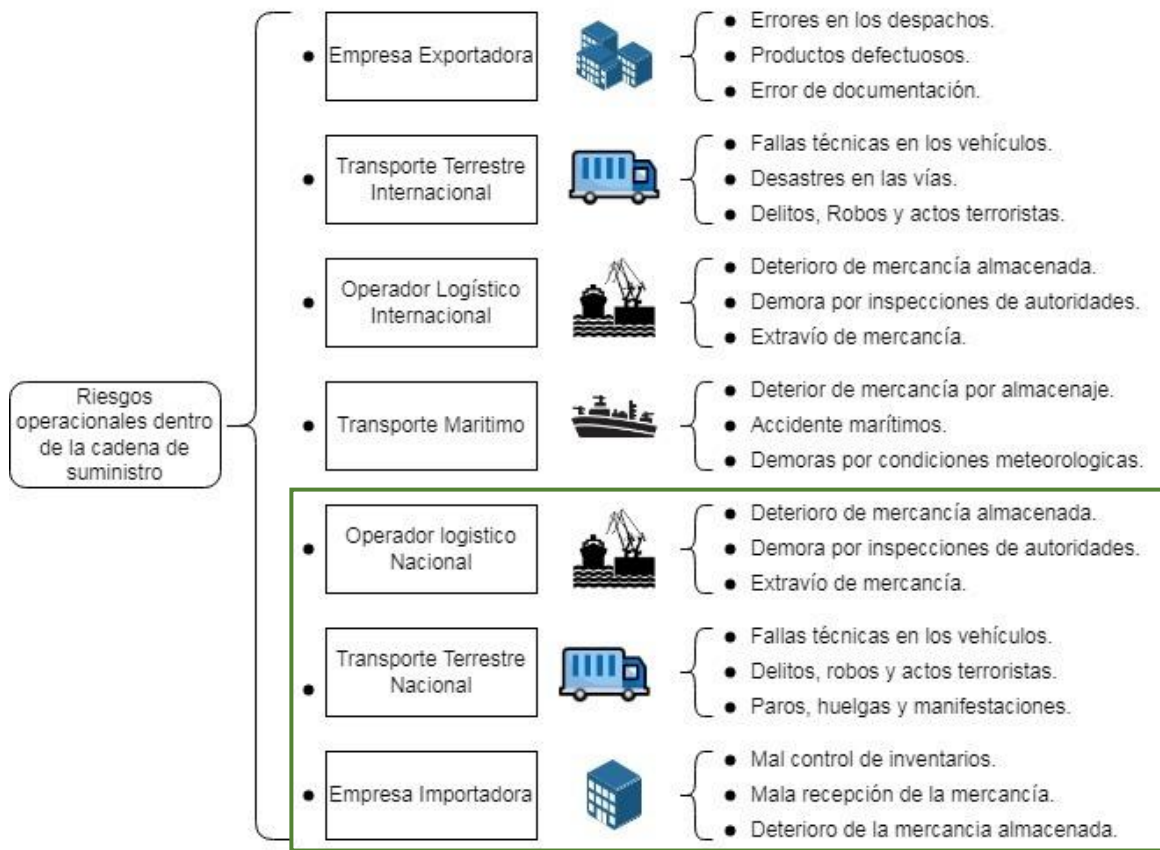 Riesgos
operacionales dentro
de la cadena de
suministro
Empresa Exportadora
Errores en los despachos.
Productos defectuosos.
Error de documentación.
Transporte Terrestre
Internacional
Fallas técnicas en los vehículos.
Desastres en las vías.
Delitos, Robos y actos terroristas.
Operador Logístico
Internacional
Deterioro de mercancía almacenada.
Demora por inspecciones de autoridades.
Extravío de mercancía.
Transporte Maritimo
Deterior de mercancía por almacenaje.
Accidente marítimos.
Demoras por condiciones meteorologicas.
Operador logistico
Nacional
Deterioro de mercancía almacenada.
Demora por inspecciones de autoridades.
Extravío de mercancía.
Transporte Terrestre
Nacional
Fallas técnicas en los vehículos.
Delitos, robos y actos terroristas.
Paros, huelgas y manifestaciones.
Empresa Importadora
Mal control de inventarios.
Mala recepción de la mercancía.
Deterioro de la mercancia almacenada.